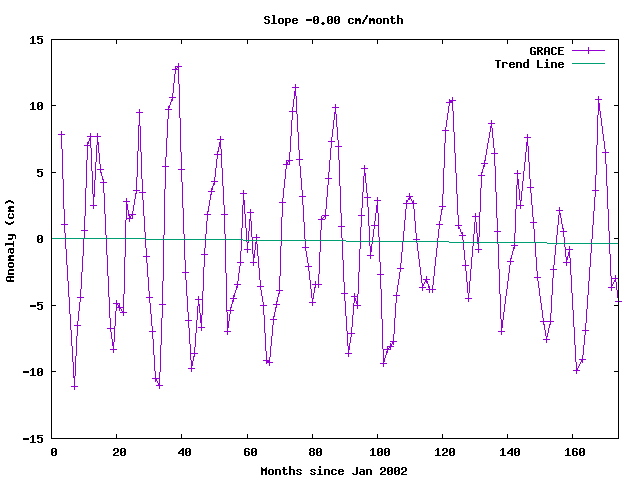 Slope -0.00 cm/month
GRACE
Trend Line
15
10
5
0
-5
-10
-15
Anomaly (cm)
0 20 40 60 80 100 120 140 160
Months since Jan 2002